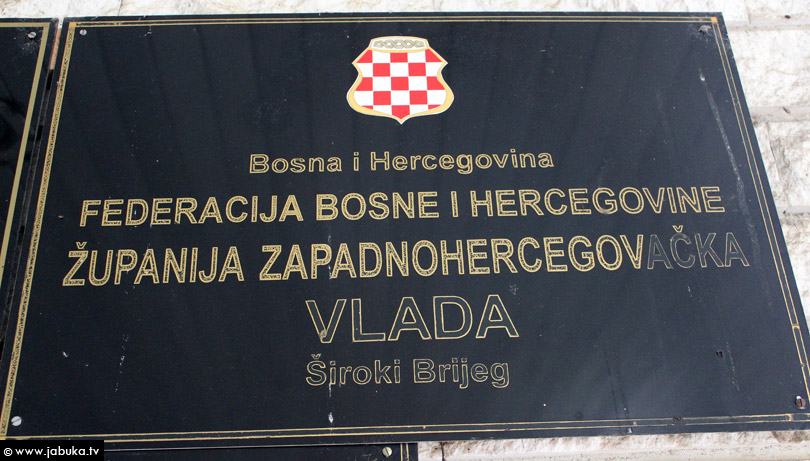 Bosna i Hercegovina
FEDERACIJA BOSNE I HERCEGOVINE
ŽUPANIJA ZAPADNOHERCEGOVAČKA
VLADA
Široki Brijeg
© www.jabuka.tv